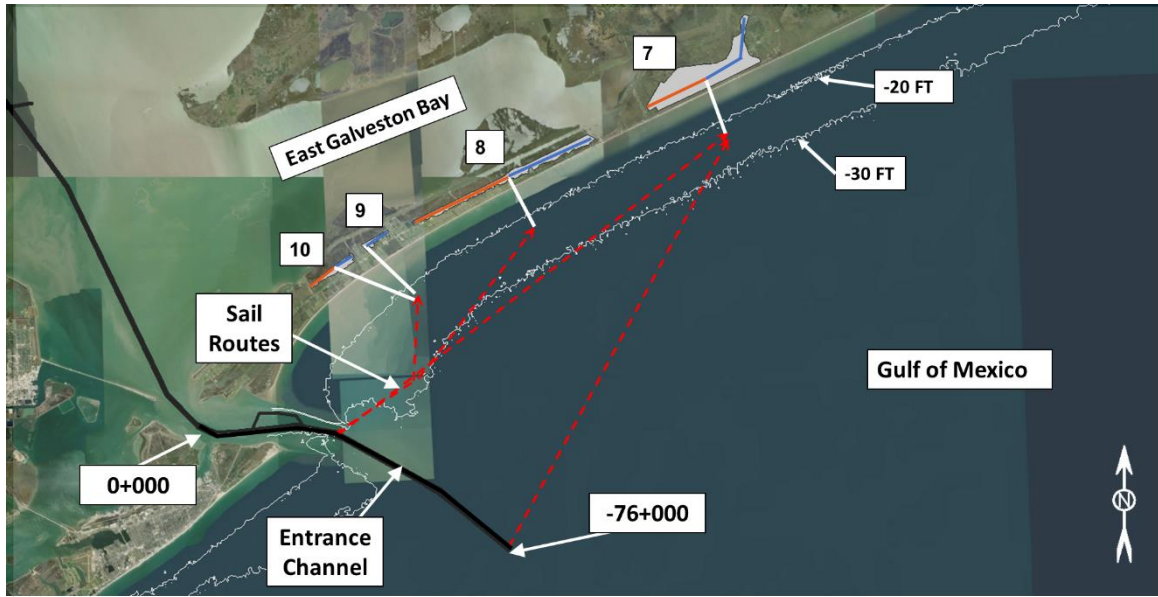 7
-20 FT
East Galveston Bay
8
-30 FT
9
10
Sail
Routes
Gulf of Mexico
0+000
-76+000
Entrance
Channel
N